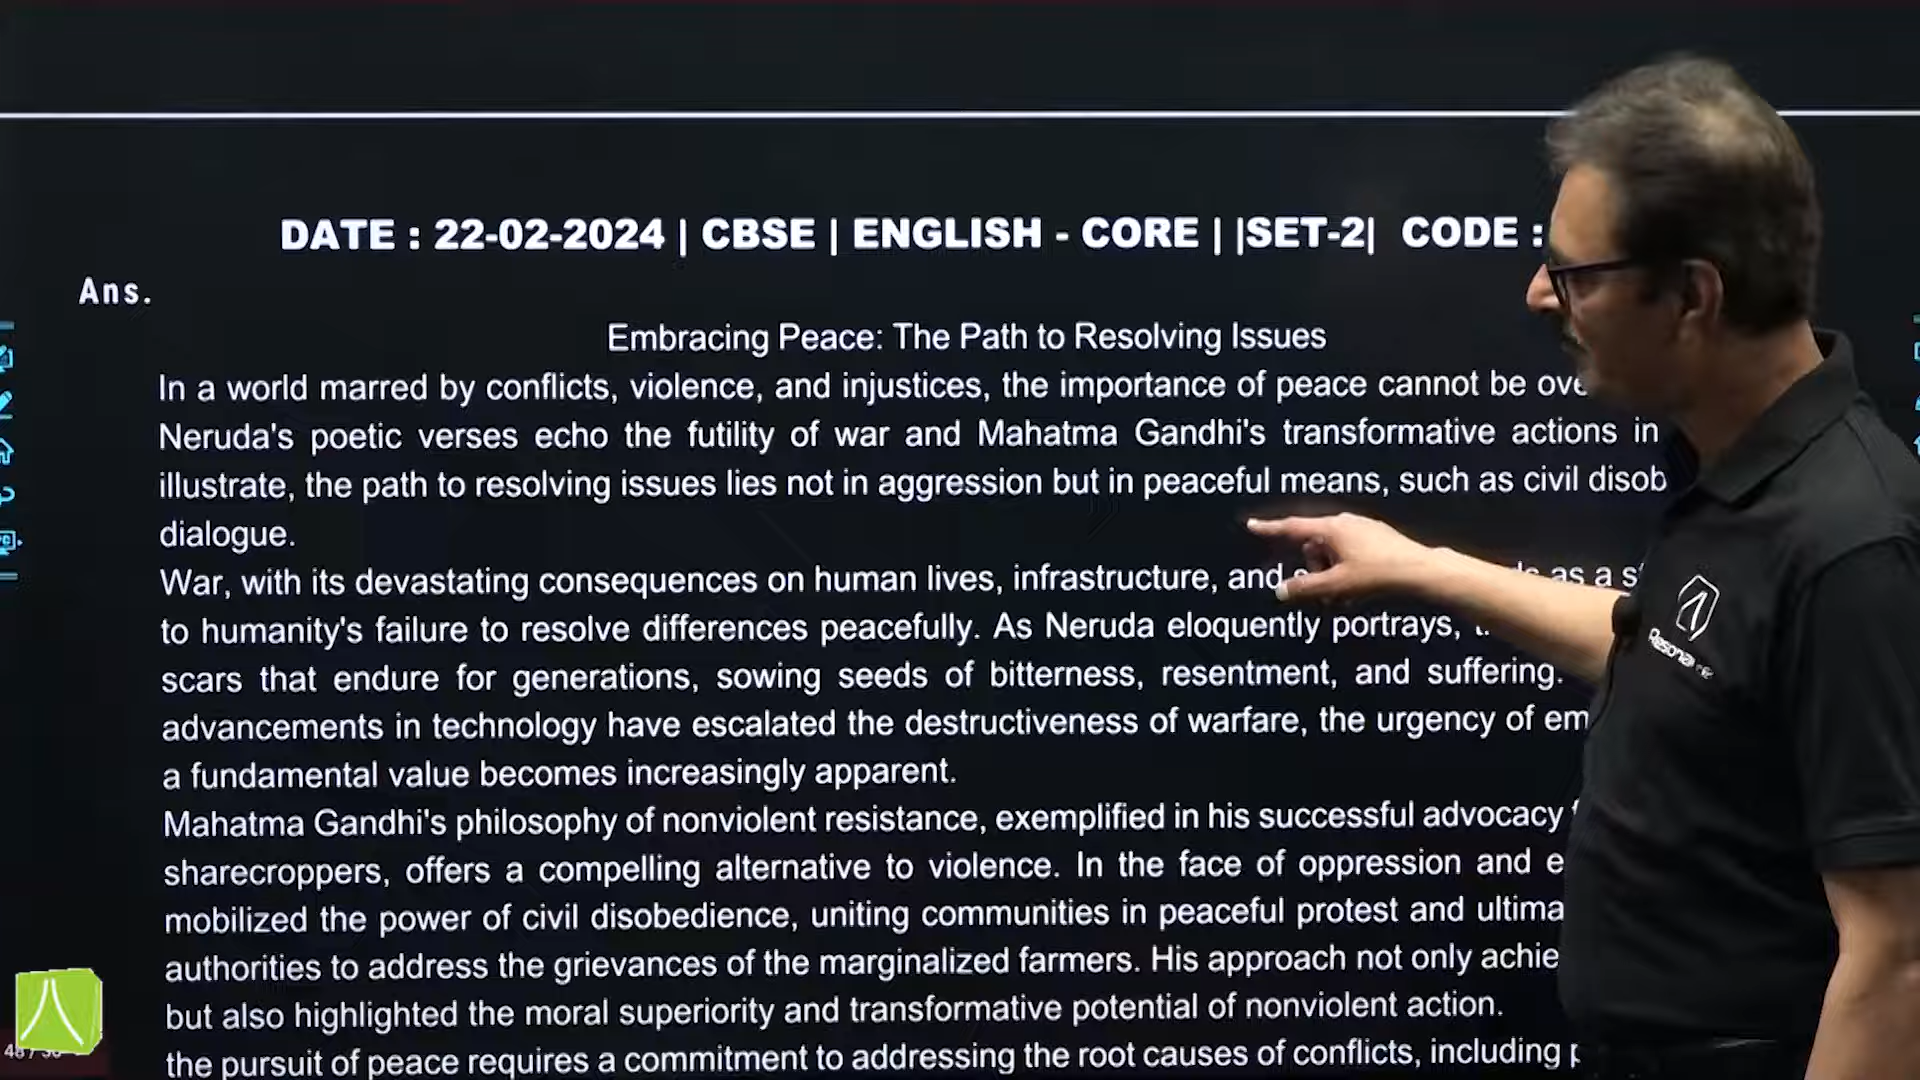 DATE : 22-02-2024 | CBSE | ENGLISH - CORE | |SET-2| CODE :
Ans.
Embracing Peace: The Path to Resolving Issues
In a world marred by conflicts, violence, and injustices, the importance of peace cannot be
Neruda's poetic verses echo the futility of war and Mahatma Gandhi's transformative actions in
illustrate, the path to resolving issues lies not in aggression but in peaceful means, such as civil
dialogue.
War, with its devastating consequences on human lives, infrastructure, and as a
to humanity's failure to resolve differences peacefully. As Neruda eloquently portrays,
scars that endure for generations, sowing seeds of bitterness, resentment, and suffering.
advancements in technology have escalated the destructiveness of warfare, the urgency of
a fundamental value becomes increasingly apparent.
Mahatma Gandhi's philosophy of nonviolent resistance, exemplified in his successful advocacy
sharecroppers, offers a compelling alternative to violence. In the face of oppression and
mobilized the power of civil disobedience, uniting communities in peaceful protest and
authorities to address the grievances of the marginalized farmers. His approach not only
but also highlighted the moral superiority and transformative potential of nonviolent action.
the pursuit of peace requires a commitment to addressing the root causes of conflicts, including